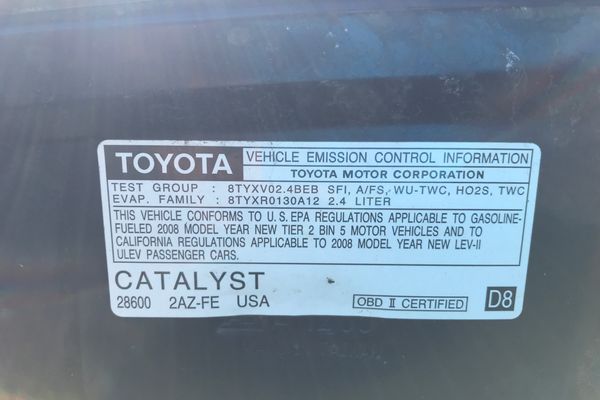 TOYOTA VEHICLE EMISSION CONTROL INFORMATION
TOYOTA MOTOR CORPORATION
TEST GROUP : 8TYXV02.4BEB SFI, A/FS, WU-TWC, HO2S, TWC
EVAP. FAMILY : 8TYXR0130A12 2.4 LITER
THIS VEHICLE CONFORMS TO U.S. EPA REGULATIONS APPLICABLE TO GASOLINE-
FUELED 2008 MODEL YEAR NEW TIER 2 BIN 5 MOTOR VEHICLES AND TO
CALIFORNIA REGULATIONS APPLICABLE TO 2008 MODEL YEAR NEW LEV-II
ULEV PASSENGER CARS.
CATALYST
28600 2AZ-FE USA OBD II CERTIFIED D8